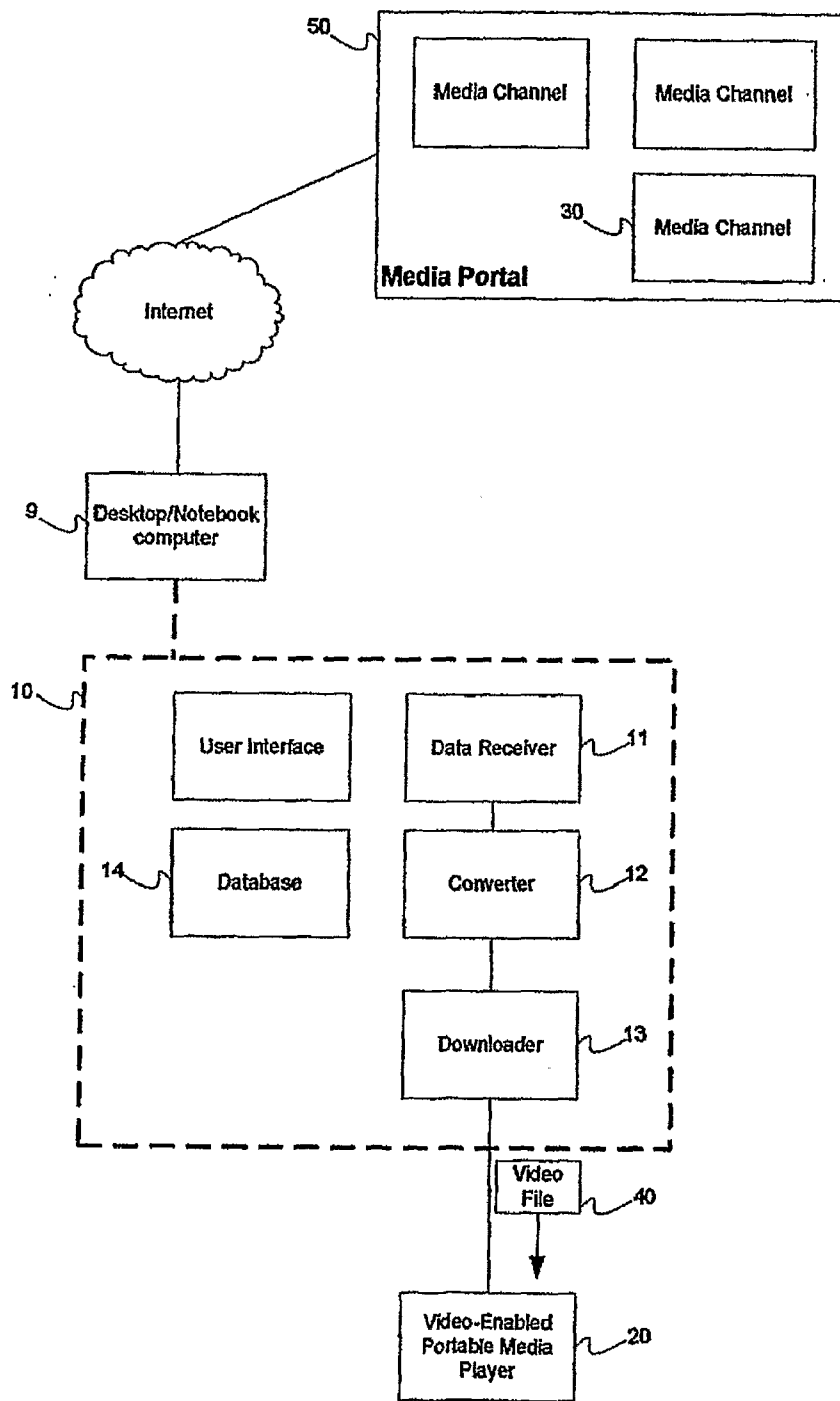 50
Media Channel
Media Channel
30
Media Channel
Media Portal
Internet
9
Desktop/Notebook
computer
10
User Interface
Data Receiver
11
14
Database
Converter
12
Downloader
13
Video
File
40
Video-Enabled
Portable Media
Player
20